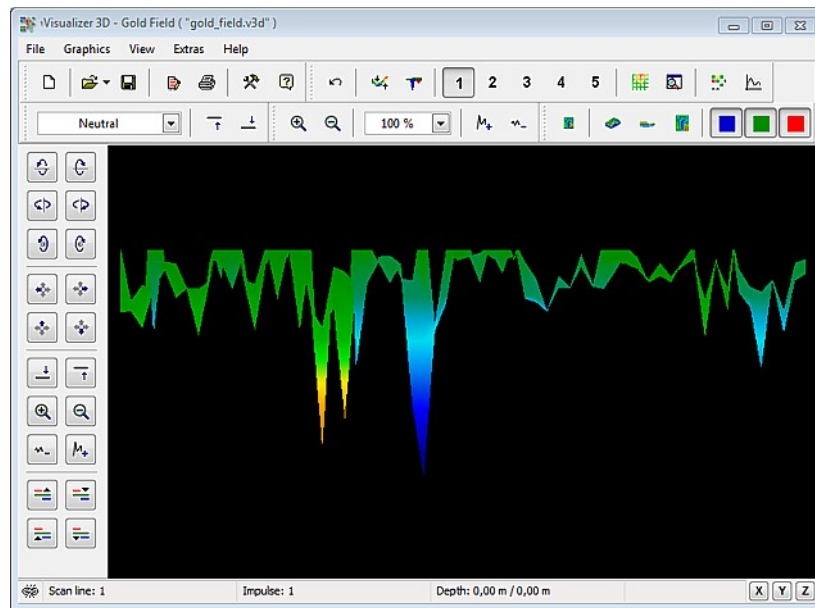 Visualizer 3D - Gold Field ( "gold_field.v3d" )
File Graphics View Extras Help
1 2 3 4 5
Neutral 100 %
Scan line: 1 Impulse: 1 Depth: 0,00 m / 0,00 m X Y Z